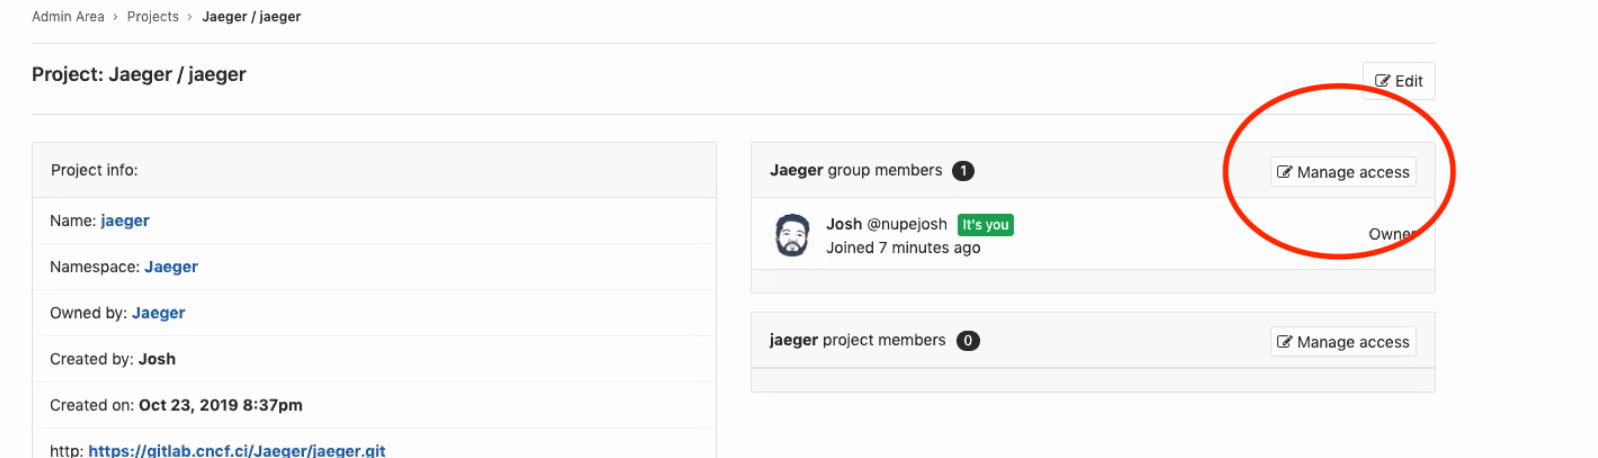 Admin Area › Projects › Jaeger / jaeger
Project: Jaeger / jaeger
Edit
Project info:
Name: jaeger
Namespace: Jaeger
Owned by: Jaeger
Created by: Josh
Created on: Oct 23, 2019 8:37pm
http: https://gitlab.cncf.ci/Jaeger/jaeger.git
Jaeger group members 1
Manage access
Josh @nupejosh It's you
Joined 7 minutes ago
Owner
jaeger project members 0
Manage access